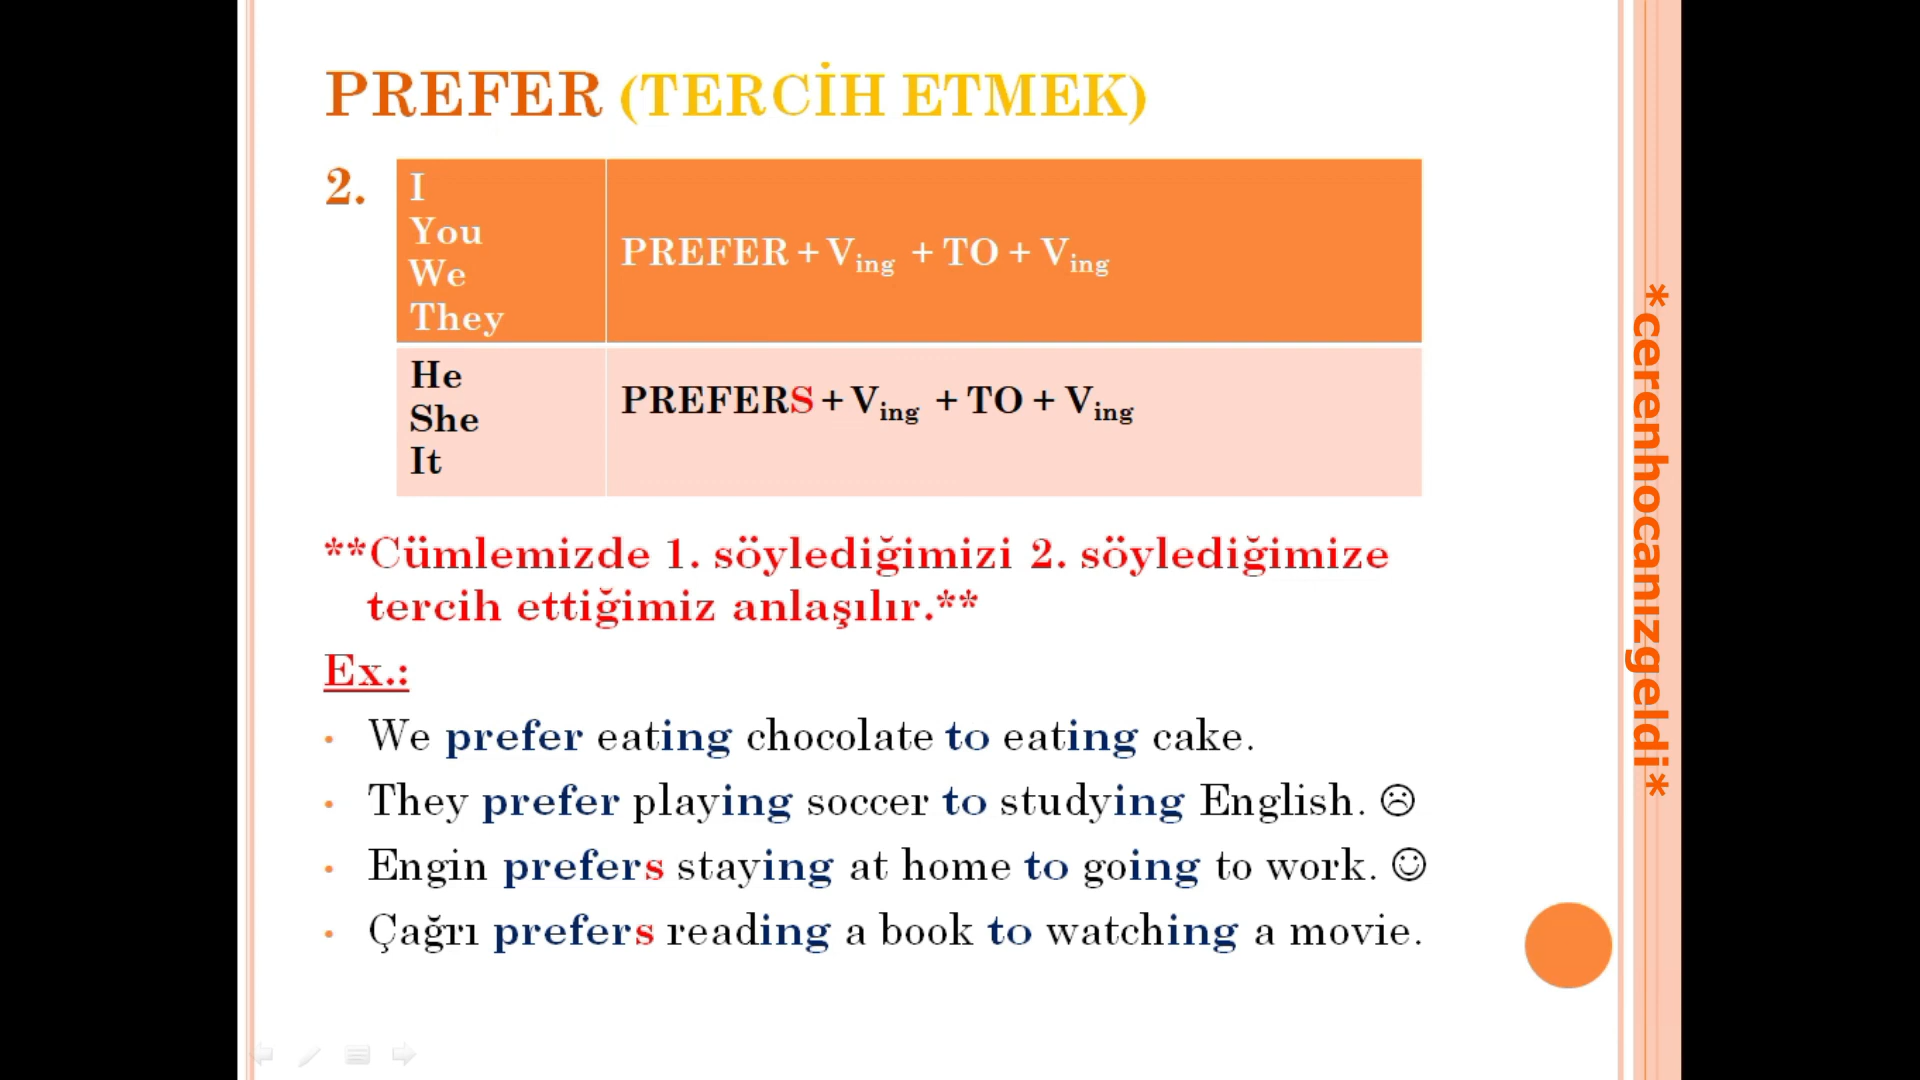 PREFER (TERCİH ETMEK)
2.
I
You
We
They
PREFER + Ving + TO + Ving
He
She
It
PREFERS + Ving + TO + Ving
**Cümlemizde 1. söylediğimizi 2. söylediğimize
tercih ettiğimiz anlaşılır.**
Ex.:
• We prefer eating chocolate to eating cake.
• They prefer playing soccer to studying English. ☹
• Engin prefers staying at home to going to work. ☺
• Çağrı prefers reading a book to watching a movie.
*cerenhocanızgeldi*